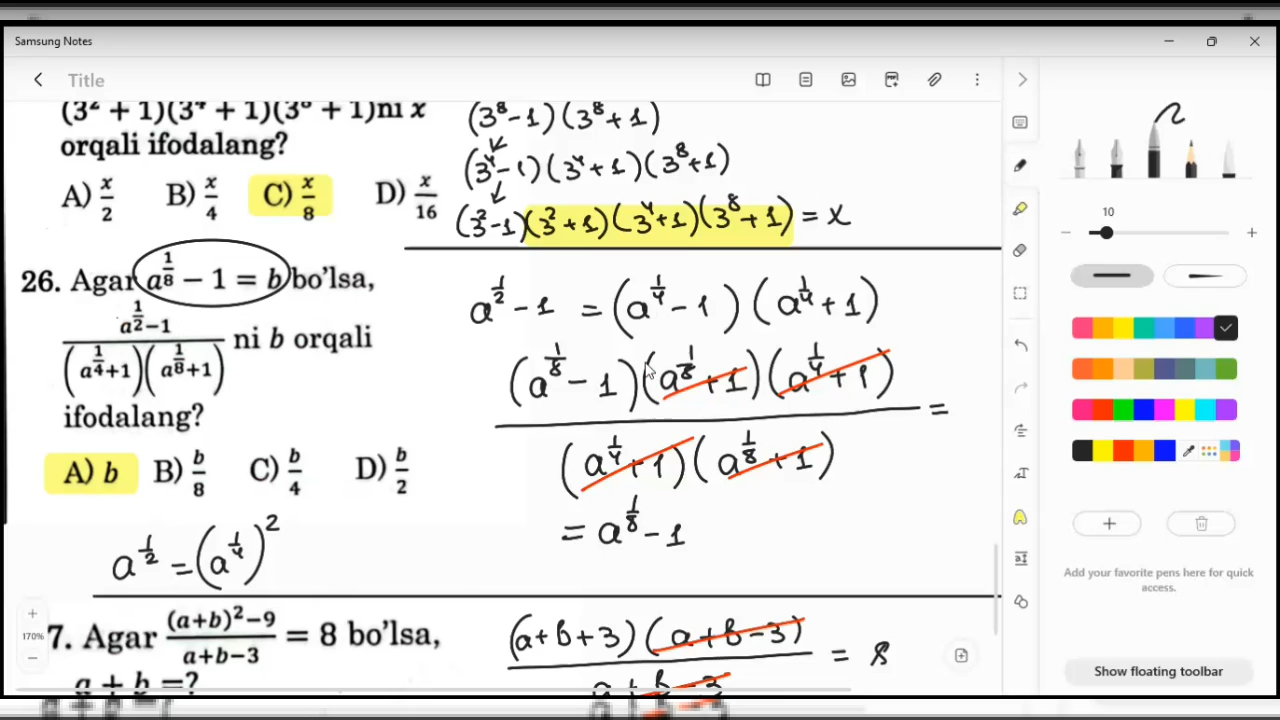 Samsung Notes
Title
(3² + 1)(3⁴ + 1)(3⁸ + 1)ni x
orqali ifodalang?
A) x/2 B) x/4 C) x/8 D) x/16
(3⁸ - 1)(3⁸ + 1)
(3⁴ - 1)(3⁴ + 1)(3⁸ + 1)
(3² - 1)(3² + 1)(3⁴ + 1)(3⁸ + 1) = x
26. Agar a^(1/8) − 1 = b bo'lsa,
(a^(1/2) − 1) / ((a^(1/4) + 1)(a^(1/8) + 1)) ni b orqali
ifodalang?
A) b B) b/8 C) b/4 D) b/2
a^(1/2) = (a^(1/4))²
a^(1/2) - 1 = (a^(1/4) - 1)(a^(1/4) + 1)
(a^(1/8) - 1)(a^(1/8) + 1)(a^(1/4) + 1) / (a^(1/4) + 1)(a^(1/8) + 1) =
= a^(1/8) - 1
7. Agar ((a+b)² − 9) / (a+b−3) = 8 bo'lsa,
a + b =?
(a + b + 3)(a + b - 3) / a + b - 3 = 8
10
170%
Add your favorite pens here for quick
access.
Show floating toolbar